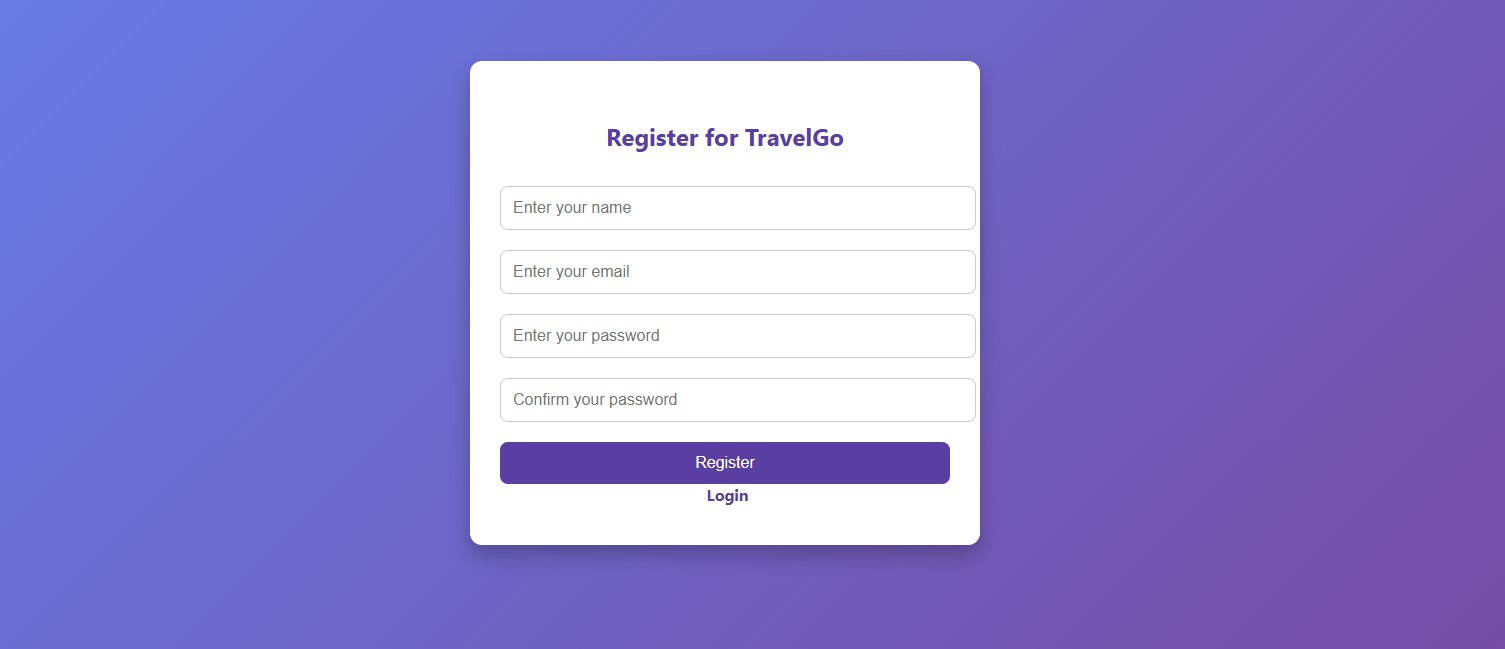 Register for TravelGo
Enter your name
Enter your email
Enter your password
Confirm your password
Register
Login